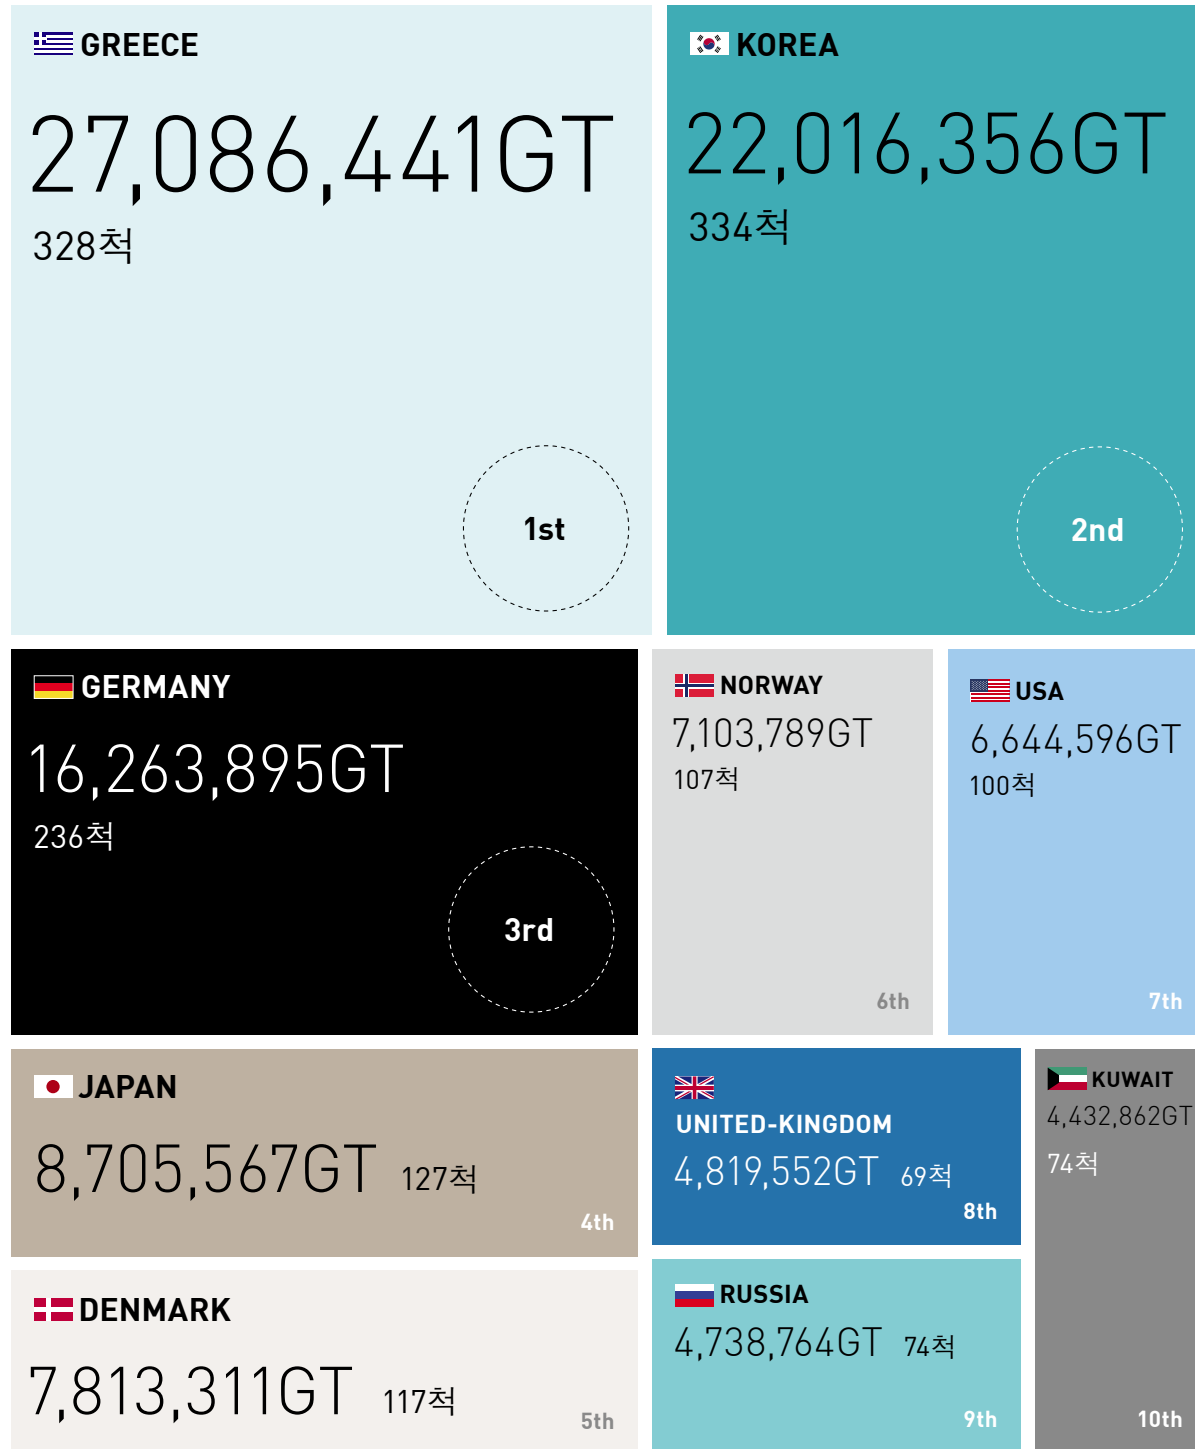 GREECE
27,086,441GT
328척
1st
KOREA
22,016,356GT
334척
2nd
GERMANY
16,263,895GT
236척
3rd
NORWAY
7,103,789GT
107척
6th
USA
6,644,596GT
100척
7th
JAPAN
8,705,567GT 127척
4th
UNITED-KINGDOM
4,819,552GT 69척
8th
KUWAIT
4,432,862GT
74척
10th
DENMARK
7,813,311GT 117척
5th
RUSSIA
4,738,764GT 74척
9th